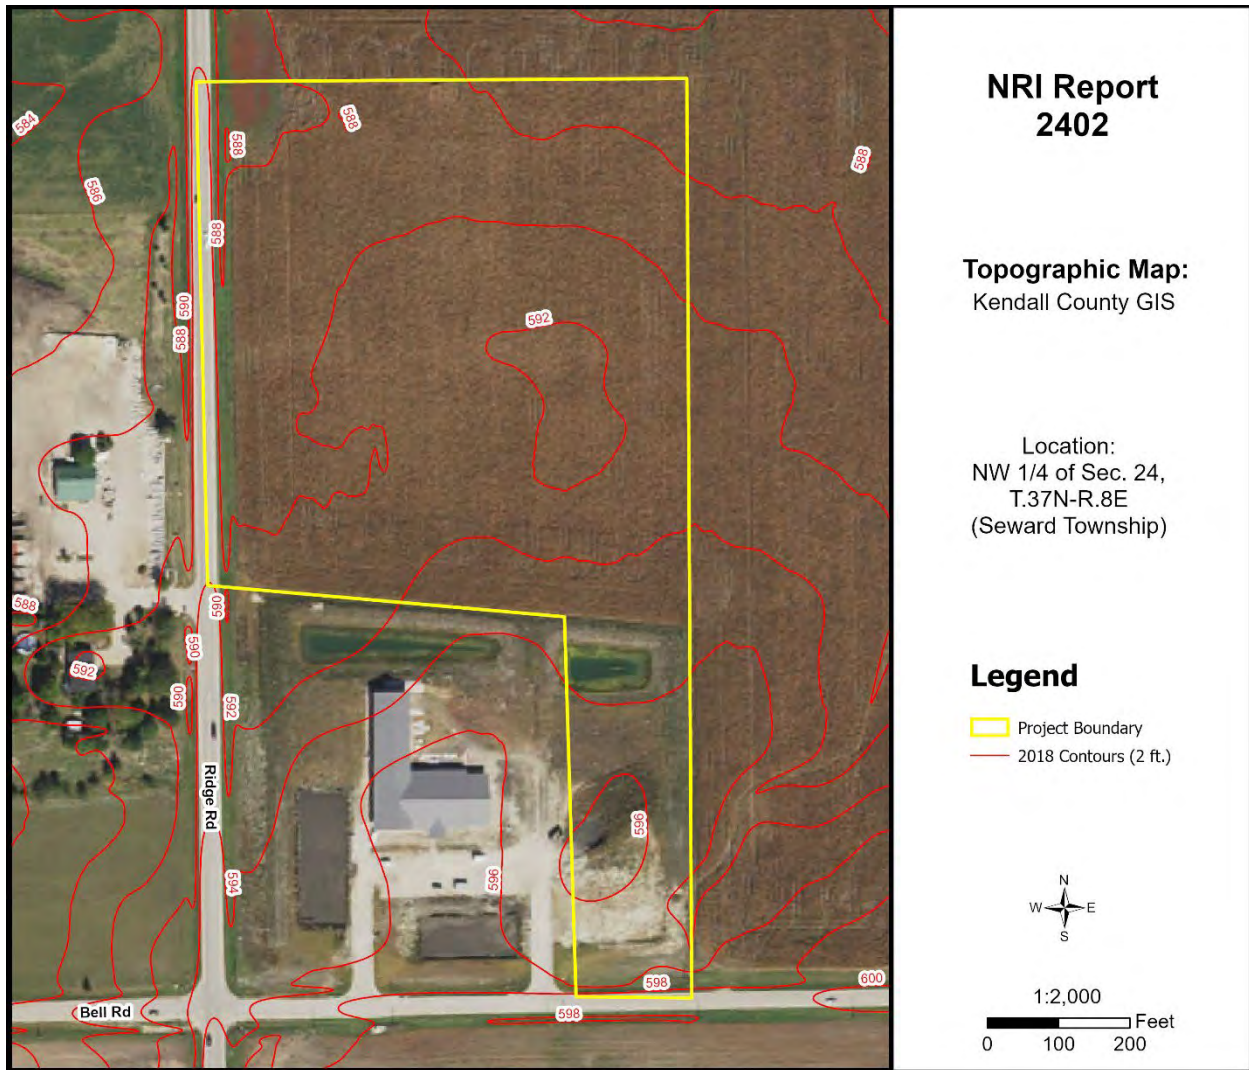 NRI Report
2402
Topographic Map:
Kendall County GIS
Location:
NW 1/4 of Sec. 24,
T.37N-R.8E
(Seward Township)
Legend
Project Boundary
2018 Contours (2 ft.)
N
W E
S
1:2,000
Feet
0 100 200
584
588
588
588
586
588
590
588
592
588
590
590
592
590
592
596
594
596
598
600
598
Ridge Rd
Bell Rd